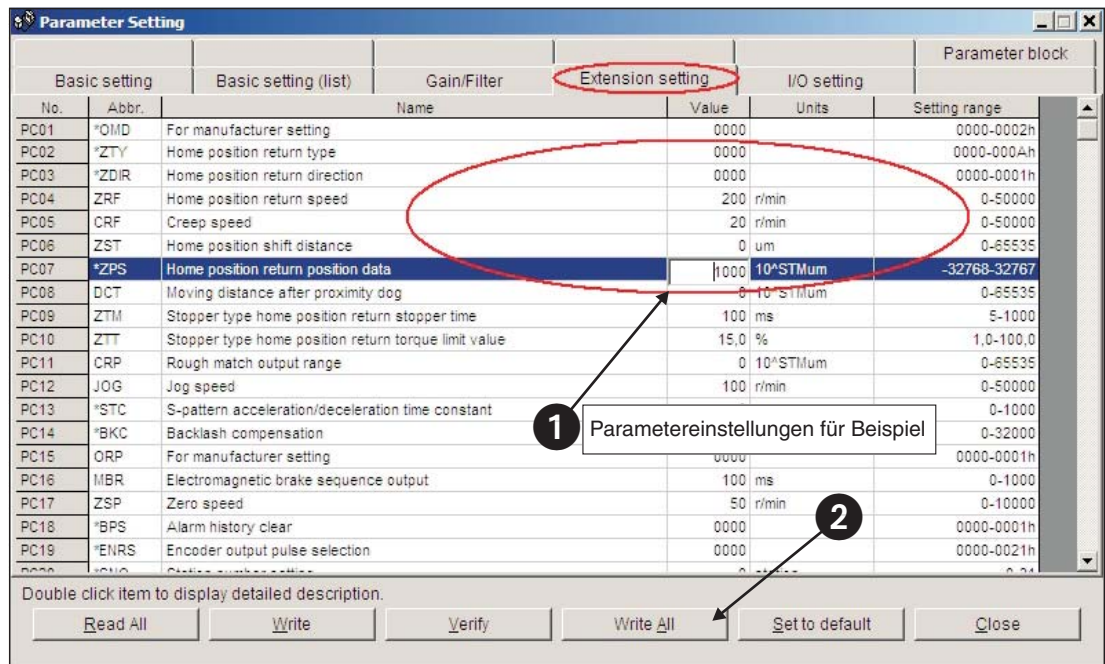 Parameter Setting
Parameter block
Basic setting Basic setting (list) Gain/Filter Extension setting I/O setting
No. Abbr. Name Value Units Setting range
PC01 *OMD For manufacturer setting 0000 0000-0002h
PC02 *ZTY Home position return type 0000 0000-000Ah
PC03 *ZDIR Home position return direction 0000 0000-0001h
PC04 ZRF Home position return speed 200 r/min 0-50000
PC05 CRF Creep speed 20 r/min 0-50000
PC06 ZST Home position shift distance 0 um 0-65535
PC07 *ZPS Home position return position data 1000 10^STMum -32768-32767
PC08 DCT Moving distance after proximity dog 0 10^STMum 0-65535
PC09 ZTM Stopper type home position return stopper time 100 ms 5-1000
PC10 ZTT Stopper type home position return torque limit value 15,0 % 1,0-100,0
PC11 CRP Rough match output range 0 10^STMum 0-65535
PC12 JOG Jog speed 100 r/min 0-50000
PC13 *STC S-pattern acceleration/deceleration time constant 0-1000
1 Parametereinstellungen für Beispiel
PC14 *BKC Backlash compensation 0-32000
PC15 ORP For manufacturer setting 0000 0000-0001h
PC16 MBR Electromagnetic brake sequence output 100 ms 0-1000
PC17 ZSP Zero speed 50 r/min 0-10000
2
PC18 *BPS Alarm history clear 0000 0000-0001h
PC19 *ENRS Encoder output pulse selection 0000 0000-0021h
Double click item to display detailed description.
Read All Write Verify Write All Set to default Close